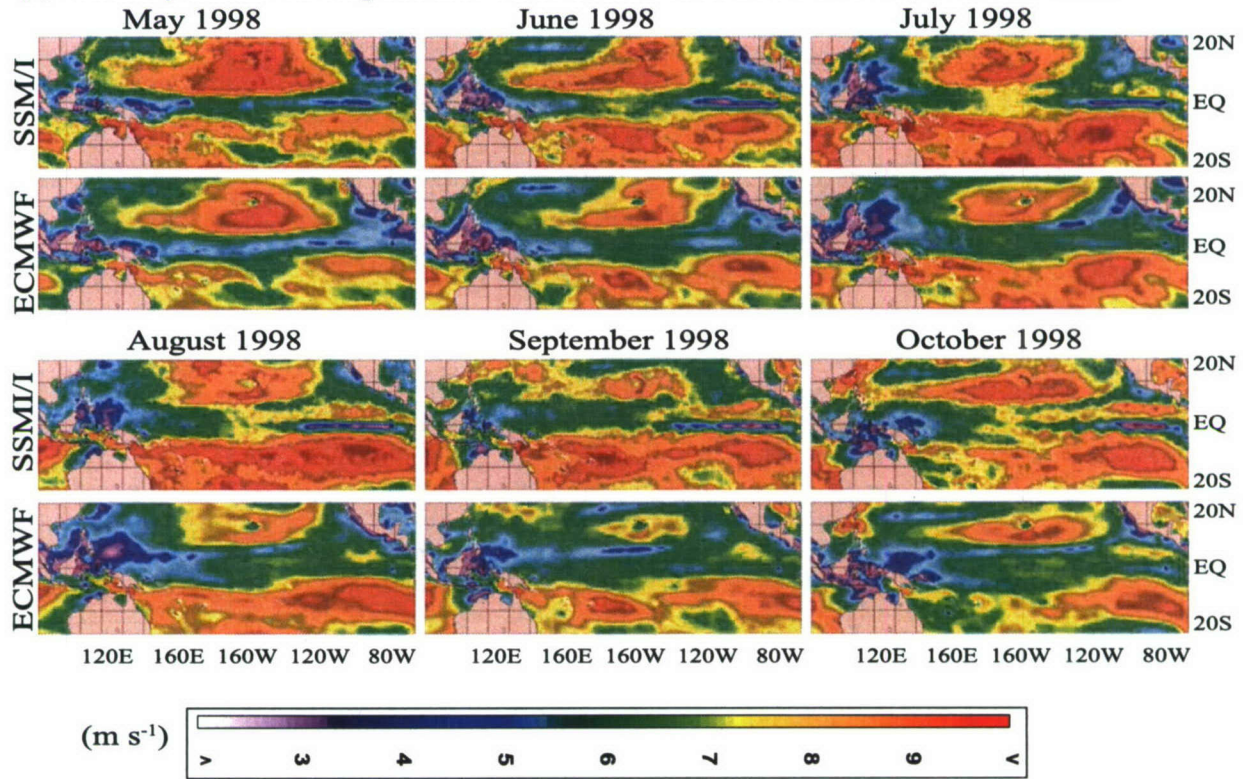 May 1998 June 1998 July 1998
SSM/I 20N
EQ
20S
ECMWF 20N
EQ
20S
August 1998 September 1998 October 1998
SSMI/I 20N
EQ
20S
ECMWF 20N
EQ
20S
120E 160E 160W 120W 80W 120E 160E 160W 120W 80W 120E 160E 160W 120W 80W
(m s⁻¹)
< 3 4 5 6 7 8 9 >